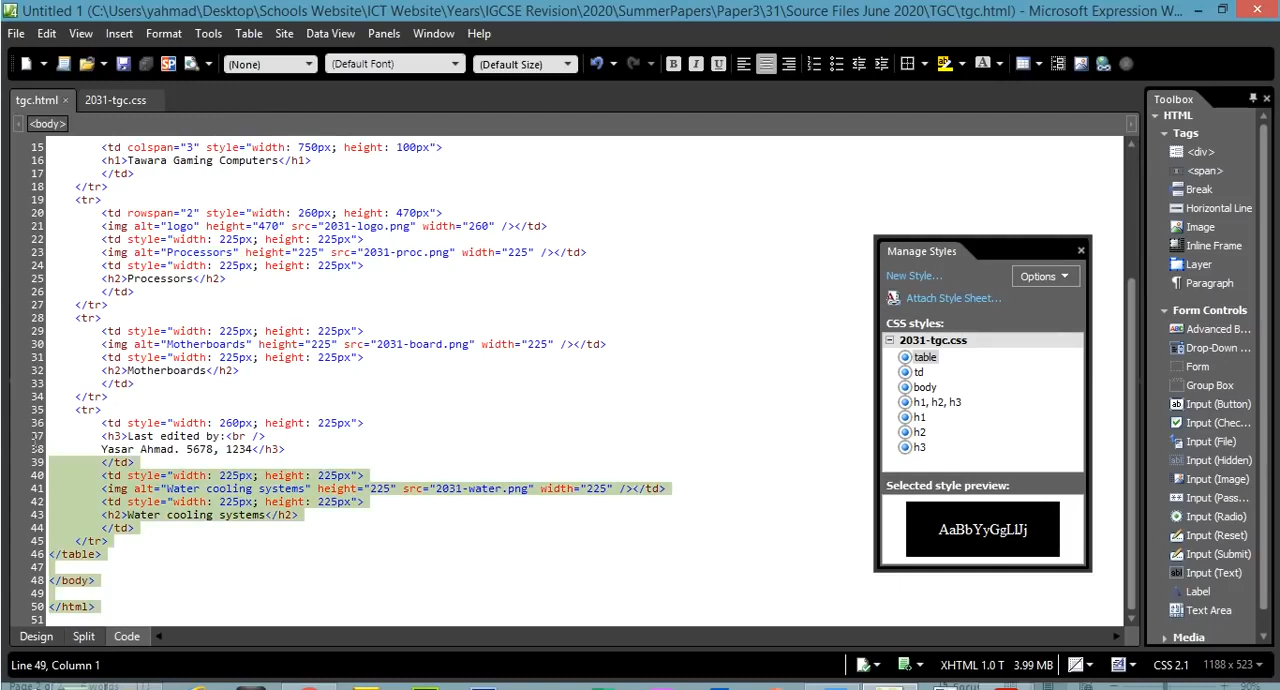 Untitled 1 (C:\Users\yahmad\Desktop\Schools Website\ICT Website\Years\IGCSE Revision\2020\SummerPapers\Paper3\31\Source Files June 2020\TGC\tgc.html) - Microsoft Expression W...
File Edit View Insert Format Tools Table Site Data View Panels Window Help
(None) (Default Font) (Default Size)
tgc.html × 2031-tgc.css
<body>
15 <td colspan="3" style="width: 750px; height: 100px">
16 <h1>Tawara Gaming Computers</h1>
17 </td>
18 </tr>
19 <tr>
20 <td rowspan="2" style="width: 260px; height: 470px">
21 <img alt="logo" height="470" src="2031-logo.png" width="260" /></td>
22 <td style="width: 225px; height: 225px">
23 <img alt="Processors" height="225" src="2031-proc.png" width="225" /></td>
24 <td style="width: 225px; height: 225px">
25 <h2>Processors</h2>
26 </td>
27 </tr>
28 <tr>
29 <td style="width: 225px; height: 225px">
30 <img alt="Motherboards" height="225" src="2031-board.png" width="225" /></td>
31 <td style="width: 225px; height: 225px">
32 <h2>Motherboards</h2>
33 </td>
34 </tr>
35 <tr>
36 <td style="width: 260px; height: 225px">
37 <h3>Last edited by:<br />
38 Yasar Ahmad. 5678, 1234</h3>
39 </td>
40 <td style="width: 225px; height: 225px">
41 <img alt="Water cooling systems" height="225" src="2031-water.png" width="225" /></td>
42 <td style="width: 225px; height: 225px">
43 <h2>Water cooling systems</h2>
44 </td>
45 </tr>
46 </table>
47
48 </body>
49
50 </html>
51
Manage Styles
New Style...
Options
Attach Style Sheet...
CSS styles:
2031-tgc.css
table
td
body
h1, h2, h3
h1
h2
h3
Selected style preview:
AaBbYyGgLlJj
Toolbox
HTML
Tags
<div>
<span>
Break
Horizontal Line
Image
Inline Frame
Layer
Paragraph
Form Controls
Advanced B...
Drop-Down ...
Form
Group Box
Input (Button)
Input (Chec...
Input (File)
Input (Hidden)
Input (Image)
Input (Pass...
Input (Radio)
Input (Reset)
Input (Submit)
Input (Text)
Label
Text Area
Media
Design Split Code
Line 49, Column 1
XHTML 1.0 T 3.99 MB CSS 2.1 1188 x 523